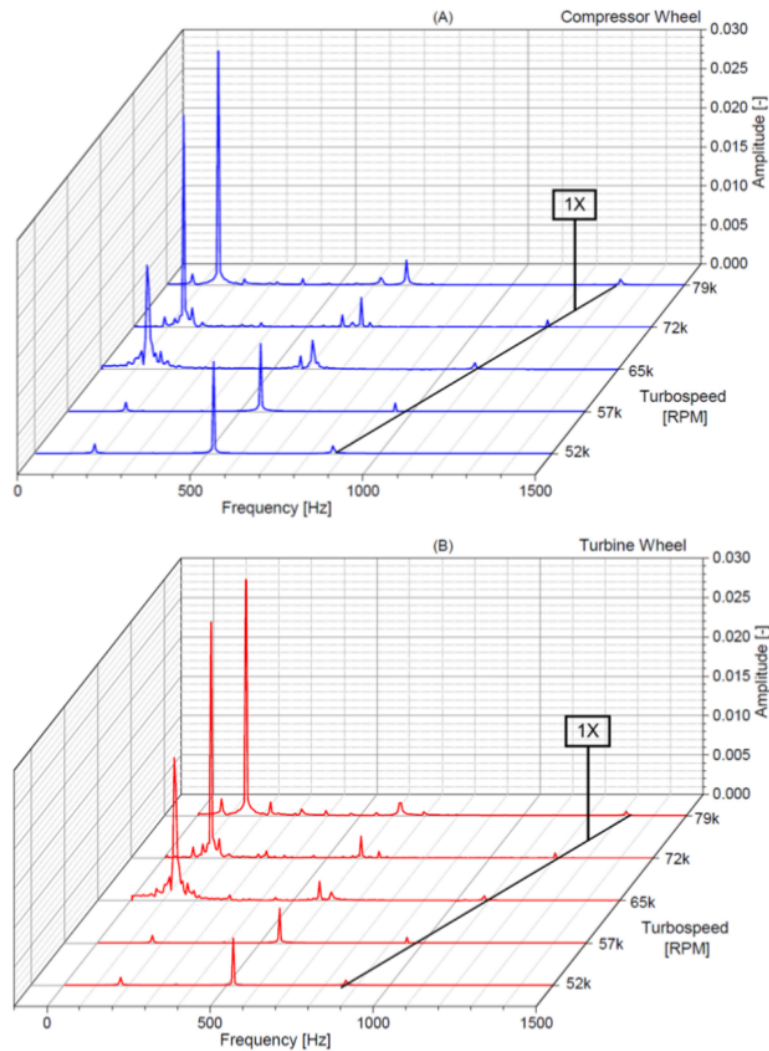 (A) Compressor Wheel
0.030
0.025
0.020
0.015
0.010
0.005
0.000
Amplitude [-]
1X
79k
72k
65k
57k
52k
Turbospeed
[RPM]
0 500 1000 1500
Frequency [Hz]
(B) Turbine Wheel
0.030
0.025
0.020
0.015
0.010
0.005
0.000
Amplitude [-]
1X
79k
72k
65k
57k
52k
Turbospeed
[RPM]
0 500 1000 1500
Frequency [Hz]